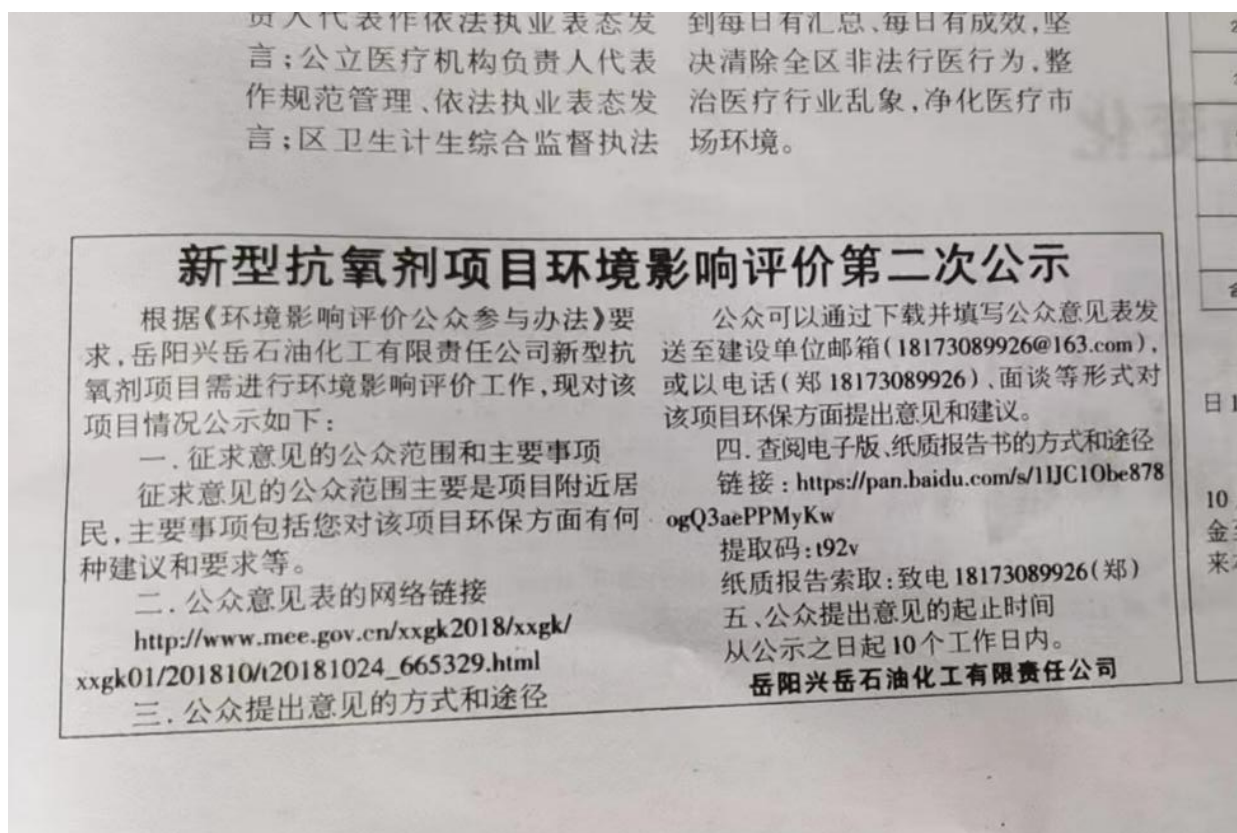 责人代表作依法执业表态发
言;公立医疗机构负责人代表
作规范管理、依法执业表态发
言;区卫生计生综合监督执法
到每日有汇总、每日有成效,坚
决清除全区非法行医行为,整
治医疗行业乱象,净化医疗市
场环境。
新型抗氧剂项目环境影响评价第二次公示
根据《环境影响评价公众参与办法》要
求,岳阳兴岳石油化工有限责任公司新型抗
氧剂项目需进行环境影响评价工作,现对该
项目情况公示如下:
一.征求意见的公众范围和主要事项
征求意见的公众范围主要是项目附近居
民,主要事项包括您对该项目环保方面有何
种建议和要求等。
二.公众意见表的网络链接
http://www.mee.gov.cn/xxgk2018/xxgk/
xxgk01/201810/t20181024_665329.html
三.公众提出意见的方式和途径
公众可以通过下载并填写公众意见表发
送至建设单位邮箱(18173089926@163.com),
或以电话(郑 18173089926)、面谈等形式对
该项目环保方面提出意见和建议。
四.查阅电子版、纸质报告书的方式和途径
链接:https://pan.baidu.com/s/1IJC1Obe878
ogQ3aePPMyKw
提取码:t92v
纸质报告索取:致电 18173089926(郑)
五、公众提出意见的起止时间
从公示之日起 10 个工作日内。
岳阳兴岳石油化工有限责任公司
日 1
10
金
来